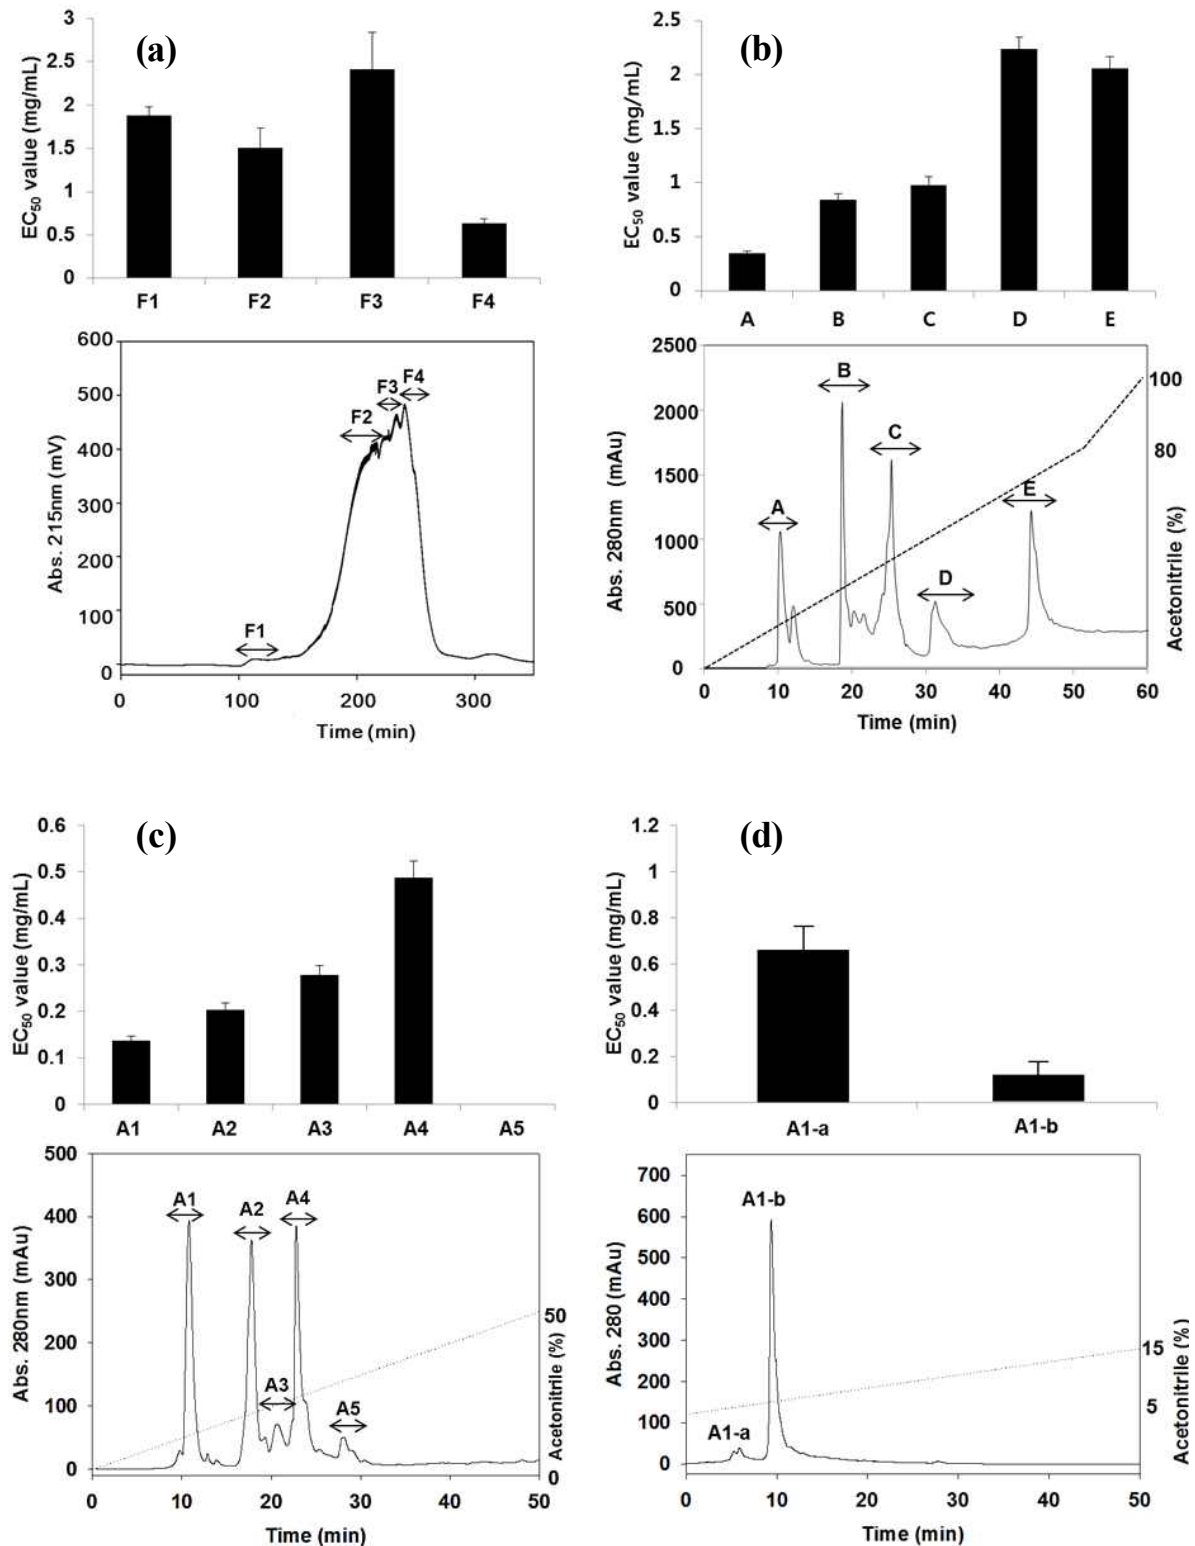 (a)
EC50 value (mg/mL)
3
2.5
2
1.5
1
0.5
0
F1 F2 F3 F4
Abs. 215nm (mV)
600
500
400
300
200
100
0
F1
F2
F3
F4
0 100 200 300
Time (min)
(b)
EC50 value (mg/mL)
2.5
2
1.5
1
0.5
0
A B C D E
Abs. 280nm (mAu)
2500
2000
1500
1000
500
0
A
B
C
D
E
100
80
Acetonitrile (%)
0 10 20 30 40 50 60
Time (min)
(c)
EC50 value (mg/mL)
0.6
0.5
0.4
0.3
0.2
0.1
0
A1 A2 A3 A4 A5
Abs. 280nm (mAu)
500
400
300
200
100
0
A1
A2
A3
A4
A5
50
0
Acetonitrile (%)
0 10 20 30 40 50
Time (min)
(d)
EC50 value (mg/mL)
1.2
1
0.8
0.6
0.4
0.2
0
A1-a A1-b
Abs. 280 (mAu)
700
600
500
400
300
200
100
0
A1-a
A1-b
15
5
Acetonitrile (%)
0 10 20 30 40 50
Time (min)